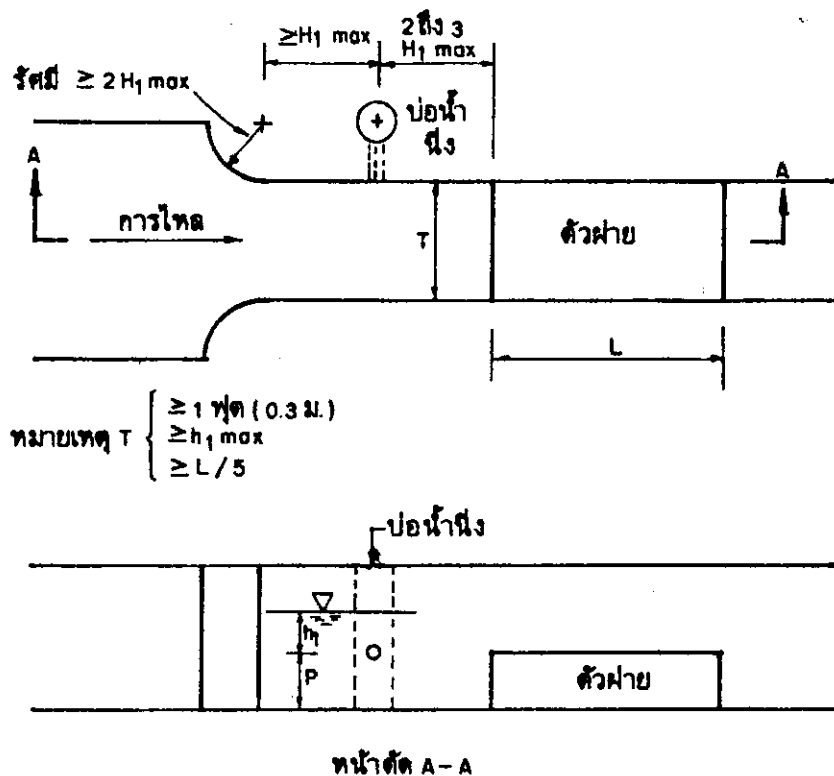 ≥H₁ max
2 ถึง 3
H₁ max
รัศมี ≥ 2H₁ max
บ่อน้ำ
นิ่ง
A
A
การไหล
T
ตัวฝาย
L
หมายเหตุ T { ≥ 1 ฟุต (0.3 ม.)
≥ h₁ max
≥ L / 5
บ่อน้ำนิ่ง
h₁
P
ตัวฝาย
หน้าตัด A-A